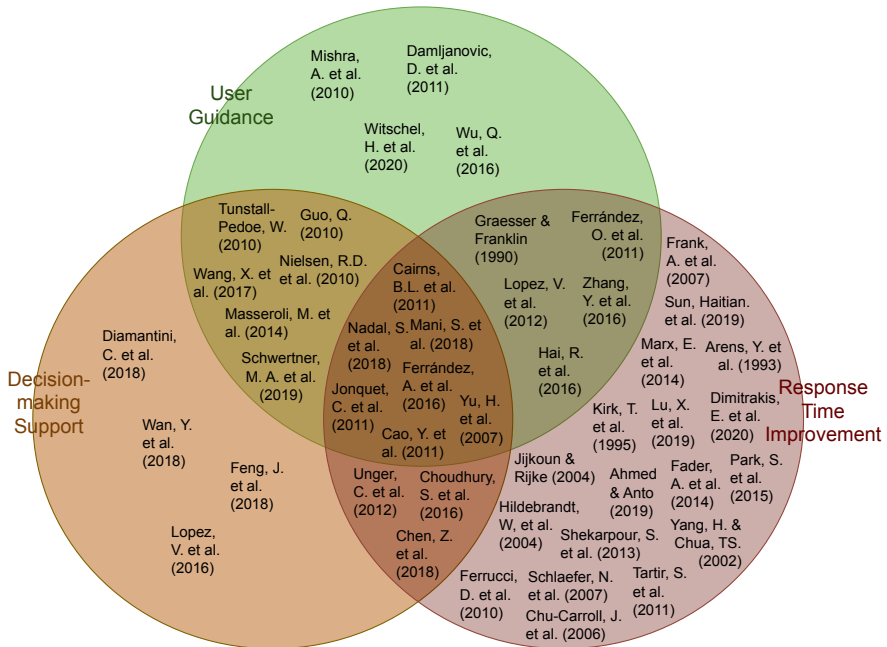 User
Guidance
Mishra,
A. et al.
(2010)
Damljanovic,
D. et al.
(2011)
Witschel,
H. et al.
(2020)
Wu, Q.
et al.
(2016)
Tunstall-
Pedoe, W.
(2010)
Guo, Q.
(2010)
Wang, X. et
al. (2017)
Nielsen, R.D.
et al. (2010)
Masseroli, M. et
al. (2014)
Schwertner,
M. A. et al.
(2019)
Graesser &
Franklin
(1990)
Ferrández,
O. et al.
(2011)
Lopez, V.
et al.
(2012)
Zhang,
Y. et al.
(2016)
Hai, R.
et al.
(2016)
Cairns,
B.L. et al.
(2011)
Nadal, S.
et al.
(2018)
Mani, S. et
al. (2018)
Ferrández,
A. et al.
(2016)
Jonquet,
C. et al.
(2011)
Yu, H.
et al.
(2007)
Cao, Y. et
al. (2011)
Decision-
making
Support
Diamantini,
C. et al.
(2018)
Wan, Y.
et al.
(2018)
Feng, J.
et al.
(2018)
Lopez,
V. et al.
(2016)
Unger,
C. et al.
(2012)
Choudhury,
S. et al.
(2016)
Chen, Z.
et al.
(2018)
Response
Time
Improvement
Frank,
A. et al.
(2007)
Sun, Haitian.
et al. (2019)
Marx, E.
et al.
(2014)
Arens, Y. et
al. (1993)
Kirk, T.
et al.
(1995)
Lu, X.
et al.
(2019)
Dimitrakis,
E. et al.
(2020)
Jijkoun &
Rijke (2004)
Ahmed
& Anto
(2019)
Fader,
A. et al.
(2014)
Park, S.
et al.
(2015)
Hildebrandt,
W, et al.
(2004)
Shekarpour, S.
et al. (2013)
Yang, H. &
Chua, TS.
(2002)
Ferrucci,
D. et al.
(2010)
Schlaefer, N.
et al. (2007)
Tartir, S.
et al.
(2011)
Chu-Carroll, J.
et al. (2006)